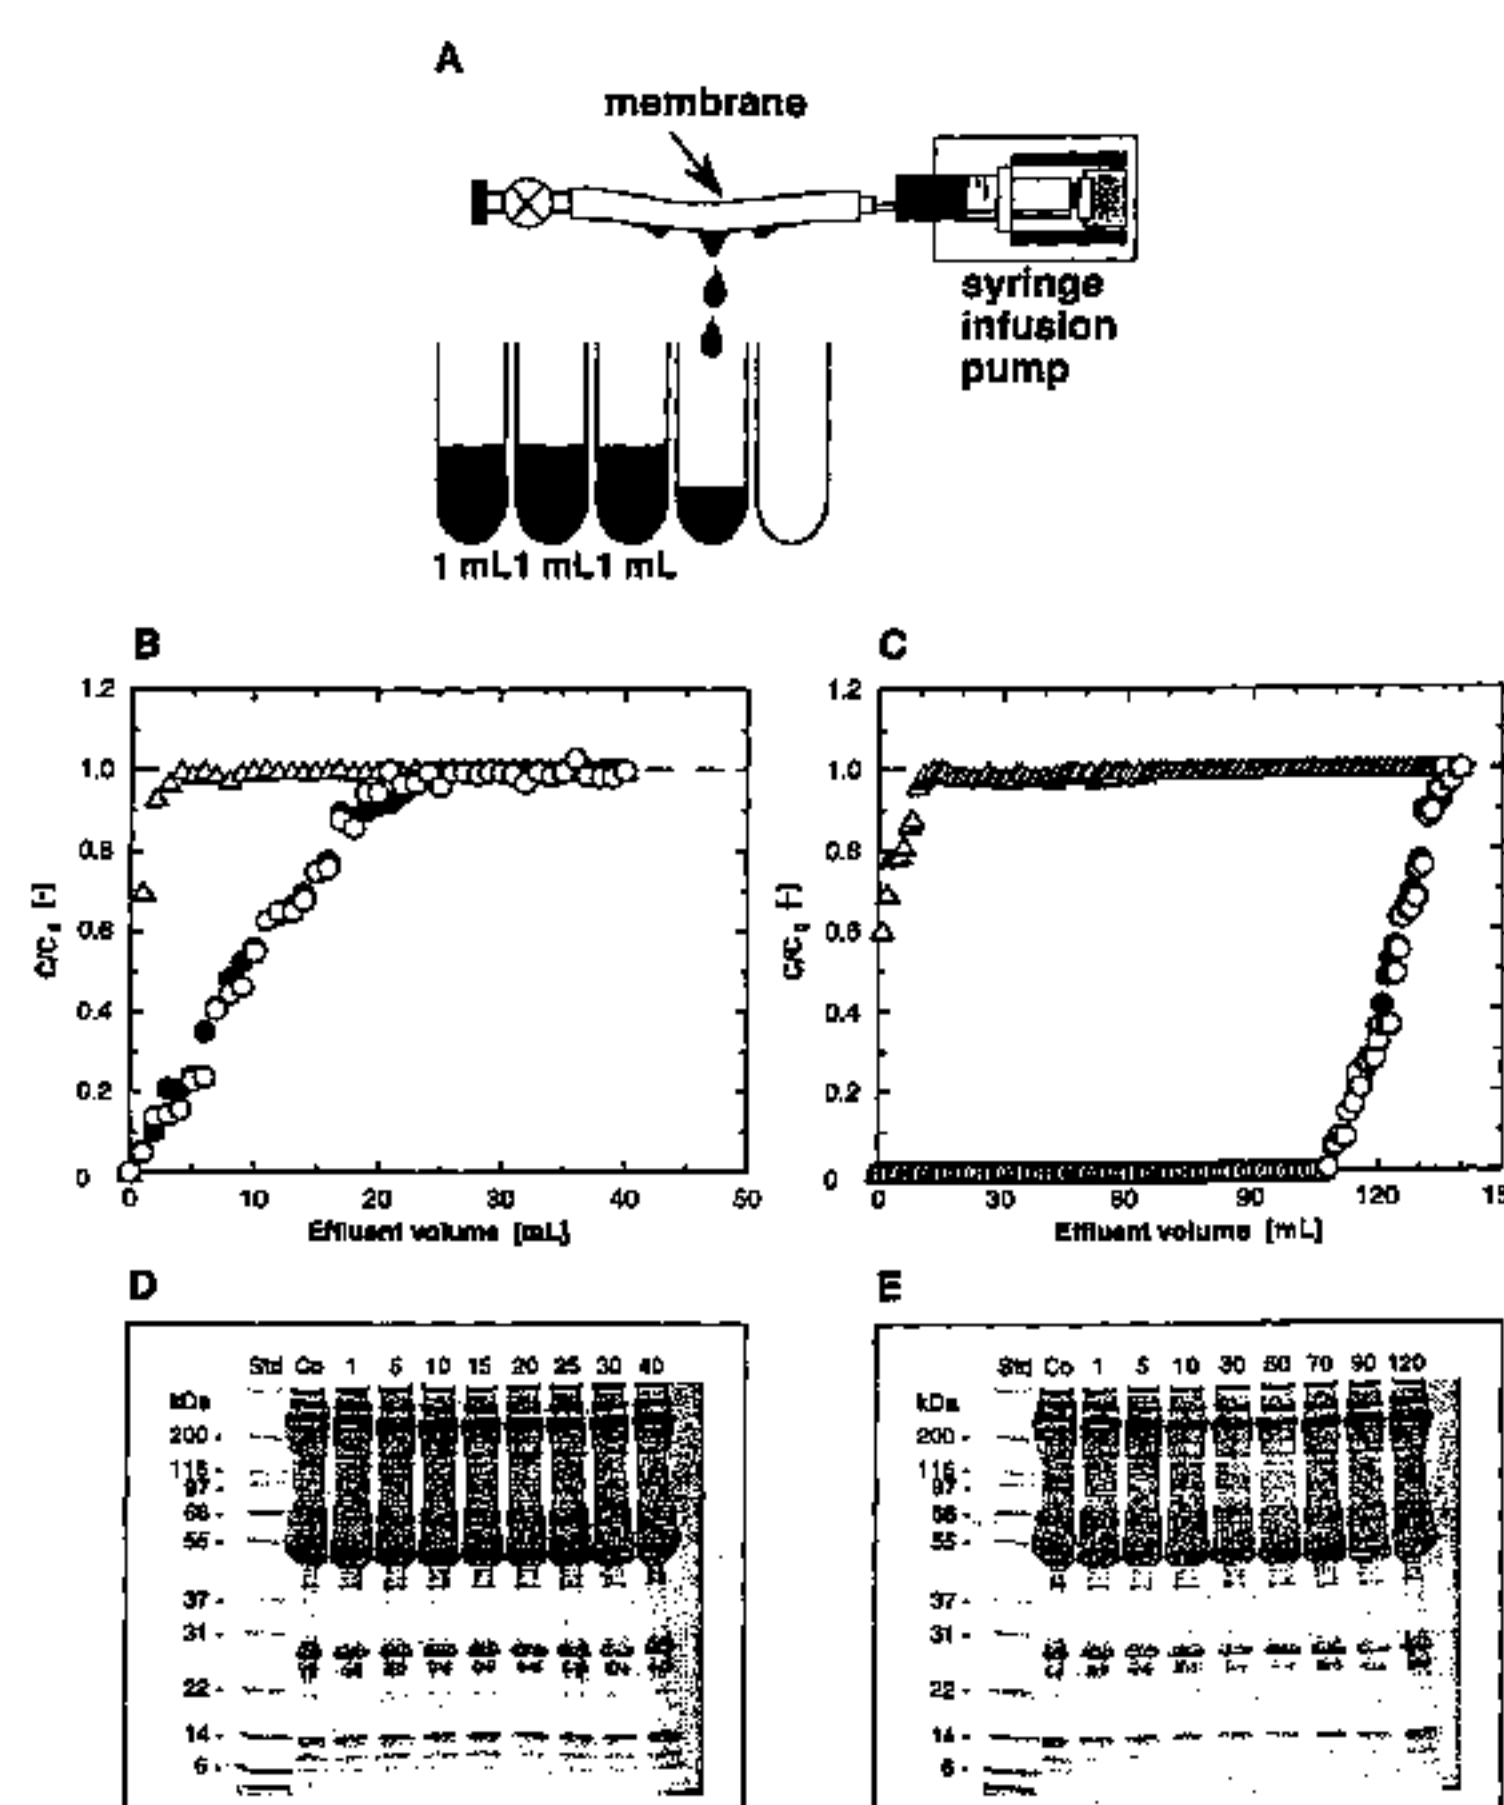 A
membrane
syringe
infusion
pump
1 mL 1 mL 1 mL
B
1.2
1.0
0.8
0.6
0.4
0.2
0
C/C₀ [-]
0 10 20 30 40 50
Effluent volume [mL]
C
1.2
1.0
0.8
0.6
0.4
0.2
0
C/C₀ [-]
0 30 60 90 120
Effluent volume [mL]
D
Std Co 1 5 10 15 20 25 30 40
kDa
200
116
97
66
55
37
31
22
14
6
E
Std Co 1 5 10 30 50 70 90 120
kDa
200
116
97
66
55
37
31
22
14
6